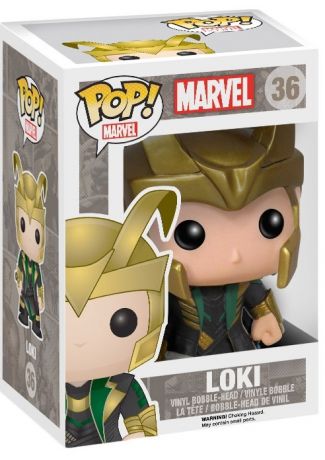 POP!
MARVEL
MARVEL
36
LOKI
VINYL BOBBLE-HEAD / VINYLE BOBBLE
LA TÊTE / BOBBLE-HEAD DE VINIL
WARNING: CHOKING HAZARD.
May contain small parts.
POP!
MARVEL
LOKI
36